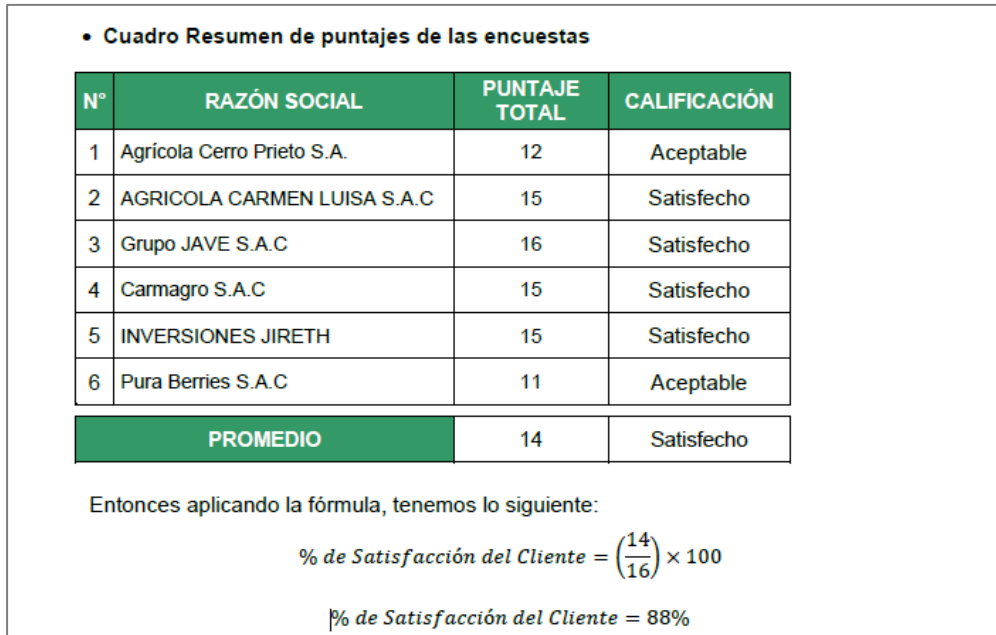 • Cuadro Resumen de puntajes de las encuestas
N° RAZÓN SOCIAL PUNTAJE TOTAL CALIFICACIÓN
1 Agrícola Cerro Prieto S.A. 12 Aceptable
2 AGRICOLA CARMEN LUISA S.A.C 15 Satisfecho
3 Grupo JAVE S.A.C 16 Satisfecho
4 Carmagro S.A.C 15 Satisfecho
5 INVERSIONES JIRETH 15 Satisfecho
6 Pura Berries S.A.C 11 Aceptable
PROMEDIO 14 Satisfecho
Entonces aplicando la fórmula, tenemos lo siguiente:
% de Satisfacción del Cliente = (14/16) × 100
% de Satisfacción del Cliente = 88%